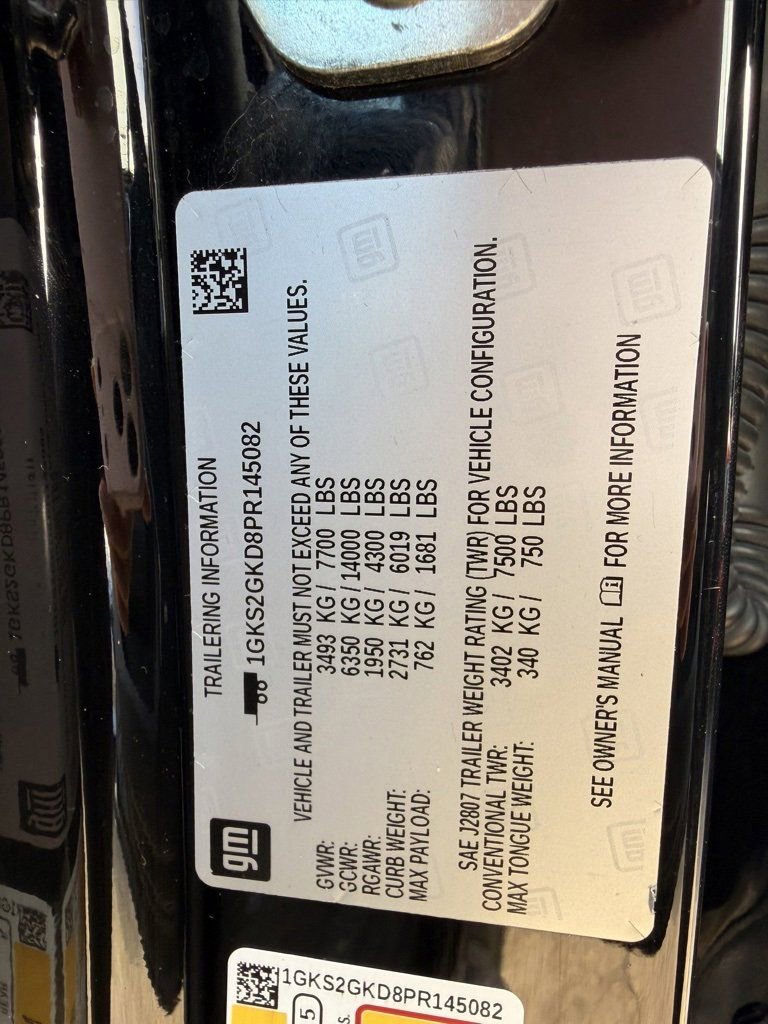 gm
TRAILERING INFORMATION
1GKS2GKD8PR145082
VEHICLE AND TRAILER MUST NOT EXCEED ANY OF THESE VALUES.
GVWR: 3493 KG / 7700 LBS
GCWR: 6350 KG / 14000 LBS
RGAWR: 1950 KG / 4300 LBS
CURB WEIGHT: 2731 KG / 6019 LBS
MAX PAYLOAD: 762 KG / 1681 LBS
SAE J2807 TRAILER WEIGHT RATING (TWR) FOR VEHICLE CONFIGURATION.
CONVENTIONAL TWR: 3402 KG / 7500 LBS
MAX TONGUE WEIGHT: 340 KG / 750 LBS
SEE OWNER'S MANUAL FOR MORE INFORMATION
1GKS2GKD8PR145082
5